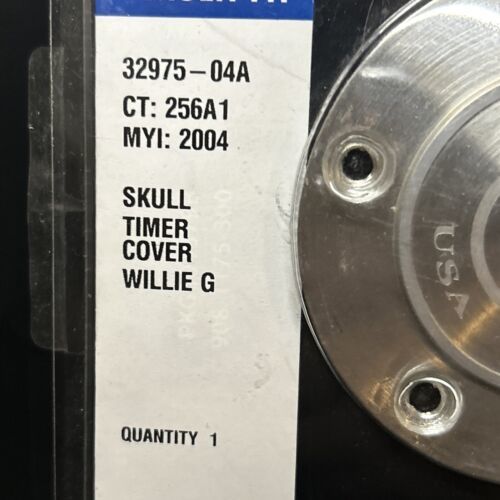 32975-04A
CT: 256A1
MYI: 2004
SKULL
TIMER
COVER
WILLIE G
QUANTITY 1
USA